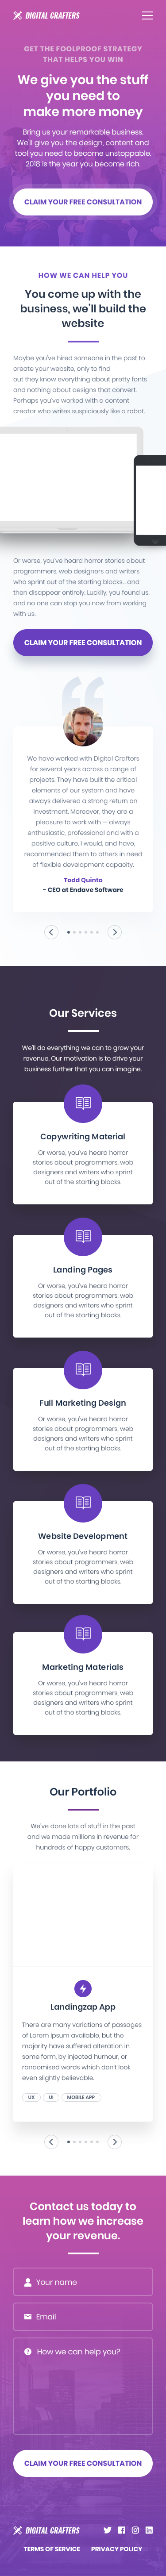 DIGITAL CRAFTERS
GET THE FOOLPROOF STRATEGY
THAT HELPS YOU WIN
We give you the stuff
you need to
make more money
Bring us your remarkable business.
We'll give you the design, content and
tool you need to become unstoppable.
2018 is the year you become rich.
CLAIM YOUR FREE CONSULTATION
HOW WE CAN HELP YOU
You come up with the
business, we'll build the
website
Maybe you've hired someone in the past to
create your website, only to find
out they know everything about pretty fonts
and nothing about designs that convert.
Perhaps you've worked with a content
creator who writes suspiciously like a robot.
Or worse, you've heard horror stories about
programmers, web designers and writers
who sprint out of the starting blocks... and
then disappear entirely. Luckily, you found us,
and no one can stop you now from working
with us.
CLAIM YOUR FREE CONSULTATION
We have worked with Digital Crafters
for several years across a range of
projects. They have built the critical
elements of our system and have
always delivered a strong return on
investment. Moreover, they are a
pleasure to work with – always
enthusiastic, professional and with a
positive culture. I would, and have,
recommended them to others in need
of flexible development capacity.
Todd Quinto
- CEO at Endave Software
Our Services
We'll do everything we can to grow your
revenue. Our motivation is to drive your
business further that you can imagine.
Copywriting Material
Or worse, you've heard horror
stories about programmers, web
designers and writers who sprint
out of the starting blocks.
Landing Pages
Or worse, you've heard horror
stories about programmers, web
designers and writers who sprint
out of the starting blocks.
Full Marketing Design
Or worse, you've heard horror
stories about programmers, web
designers and writers who sprint
out of the starting blocks.
Website Development
Or worse, you've heard horror
stories about programmers, web
designers and writers who sprint
out of the starting blocks.
Marketing Materials
Or worse, you've heard horror
stories about programmers, web
designers and writers who sprint
out of the starting blocks.
Our Portfolio
We've done lots of stuff in the past
and we made millions in revenue for
hundreds of happy customers.
Landingzap App
There are many variations of passages
of Lorem Ipsum available, but the
majority have suffered alteration in
some form, by injected humour, or
randomised words which don't look
even slightly believable.
UX UI MOBILE APP
Contact us today to
learn how we increase
your revenue.
Your name
Email
How we can help you?
CLAIM YOUR FREE CONSULTATION
DIGITAL CRAFTERS
TERMS OF SERVICE PRIVACY POLICY